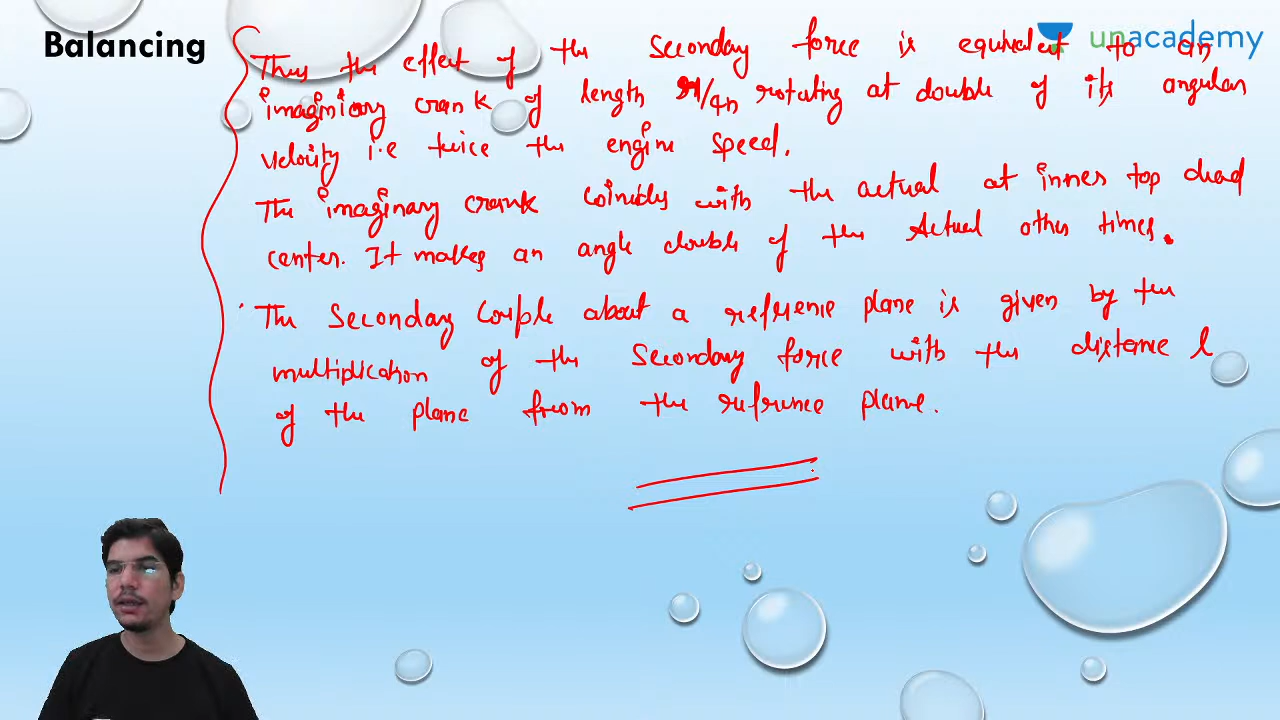 Balancing
unacademy
Thus the effect of the Seconday force is equivalent to an
imaginary crank of length r/4n rotating at double of its angular
velocity i.e twice the engine speed.
The imaginary crank Coincides with the actual at inner top dead
center. It makes an angle double of the Actual other times.
The Seconday Couple about a reference plane is given by the
multiplication of the Seconday force with the distance l
of the plane from the reference plane.